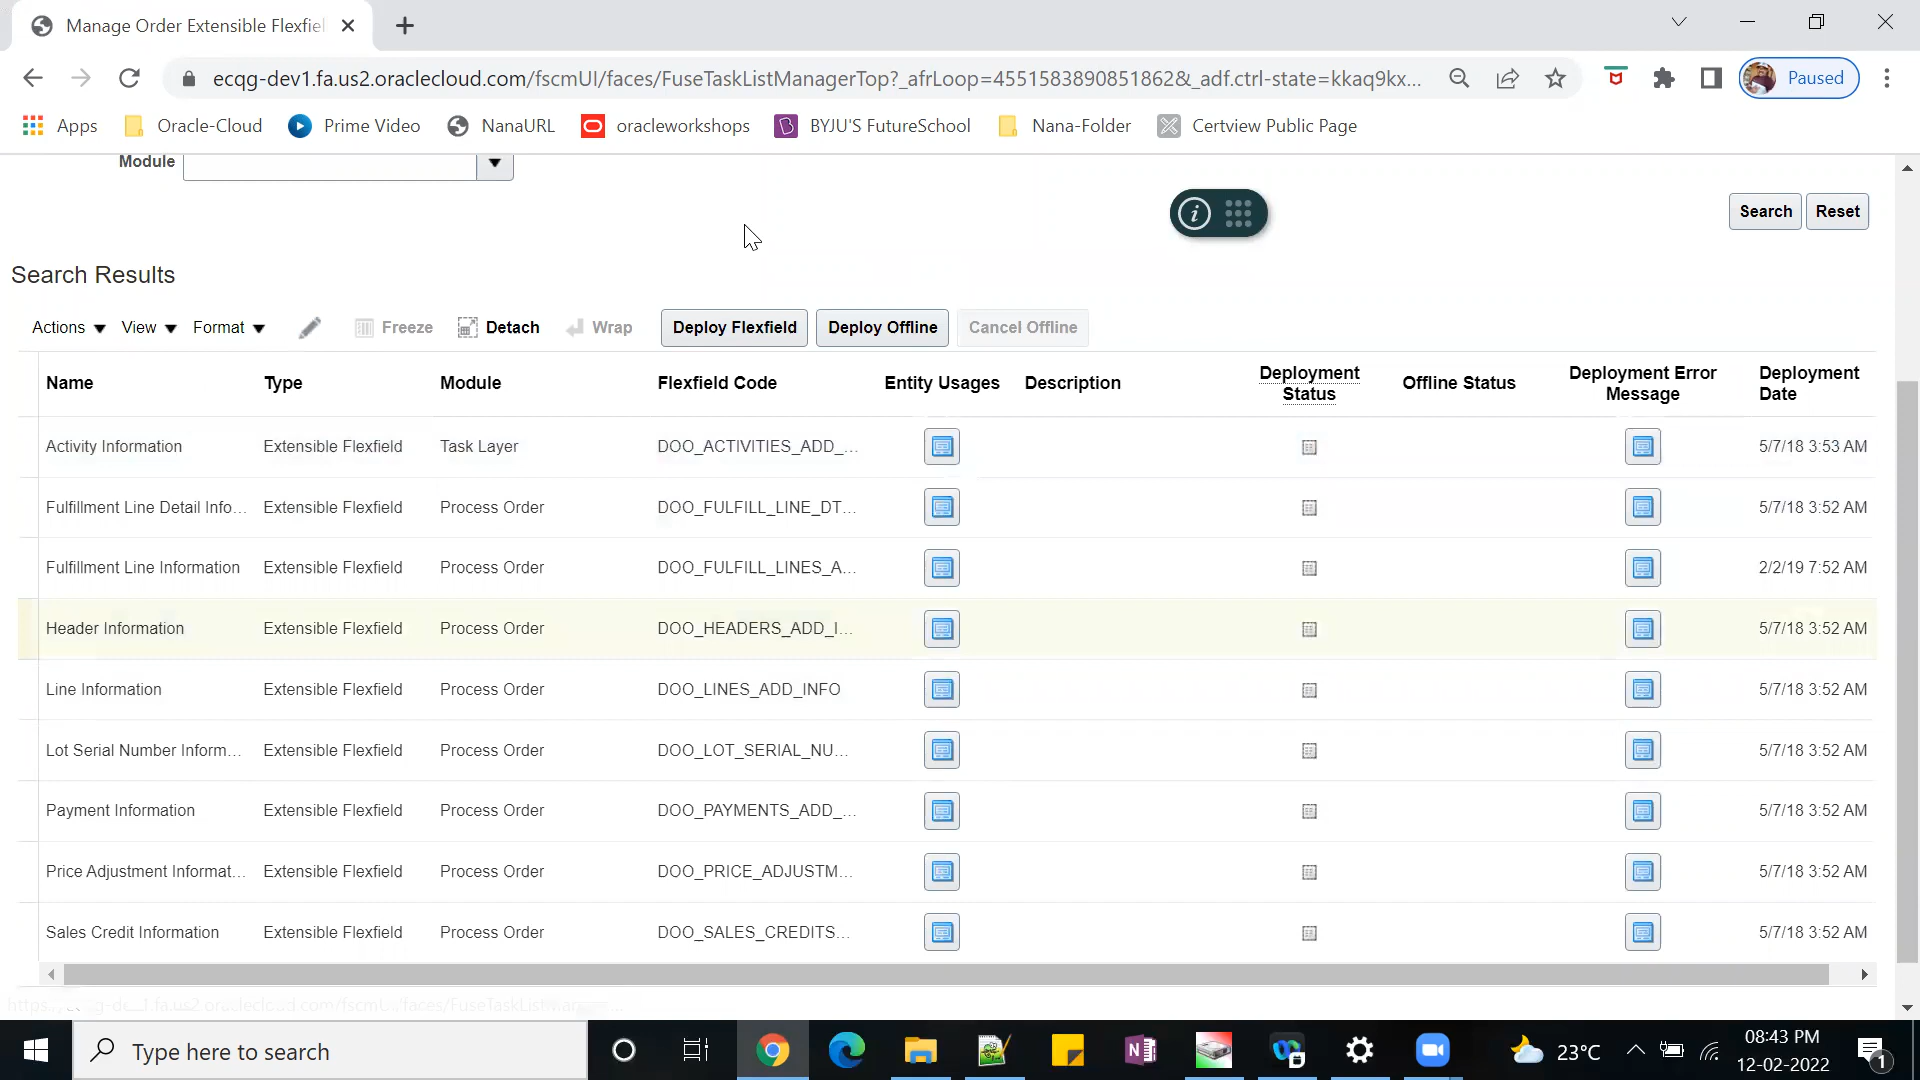 Manage Order Extensible Flexfiel
ecqg-dev1.fa.us2.oraclecloud.com/fscmUI/faces/FuseTaskListManagerTop?_afrLoop=4551583890851862&_adf.ctrl-state=kkaq9kx...
Paused
Apps
Oracle-Cloud
Prime Video
NanaURL
oracleworkshops
BYJU'S FutureSchool
Nana-Folder
Certview Public Page
Module
Search
Reset
Search Results
Actions
View
Format
Freeze
Detach
Wrap
Deploy Flexfield
Deploy Offline
Cancel Offline
Name Type Module Flexfield Code Entity Usages Description Deployment Status Offline Status Deployment Error Message Deployment Date
Activity Information Extensible Flexfield Task Layer DOO_ACTIVITIES_ADD_... 5/7/18 3:53 AM
Fulfillment Line Detail Info... Extensible Flexfield Process Order DOO_FULFILL_LINE_DT... 5/7/18 3:52 AM
Fulfillment Line Information Extensible Flexfield Process Order DOO_FULFILL_LINES_A... 2/2/19 7:52 AM
Header Information Extensible Flexfield Process Order DOO_HEADERS_ADD_I... 5/7/18 3:52 AM
Line Information Extensible Flexfield Process Order DOO_LINES_ADD_INFO 5/7/18 3:52 AM
Lot Serial Number Inform... Extensible Flexfield Process Order DOO_LOT_SERIAL_NU... 5/7/18 3:52 AM
Payment Information Extensible Flexfield Process Order DOO_PAYMENTS_ADD_... 5/7/18 3:52 AM
Price Adjustment Informat... Extensible Flexfield Process Order DOO_PRICE_ADJUSTM... 5/7/18 3:52 AM
Sales Credit Information Extensible Flexfield Process Order DOO_SALES_CREDITS... 5/7/18 3:52 AM
Type here to search
23°C
08:43 PM
12-02-2022
1